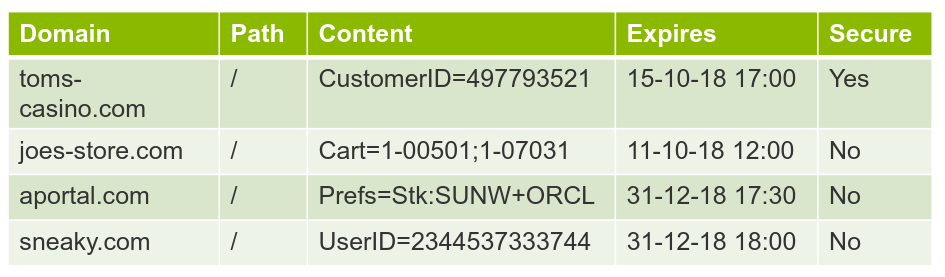 Domain Path Content Expires Secure
toms-
casino.com / CustomerID=497793521 15-10-18 17:00 Yes
joes-store.com / Cart=1-00501;1-07031 11-10-18 12:00 No
aportal.com / Prefs=Stk:SUNW+ORCL 31-12-18 17:30 No
sneaky.com / UserID=2344537333744 31-12-18 18:00 No